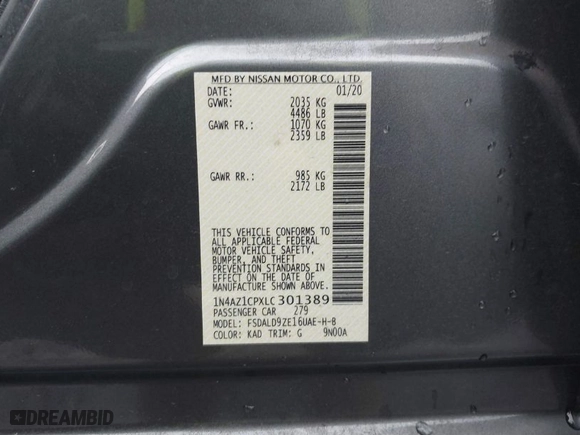 MFD BY NISSAN MOTOR CO., LTD.
DATE: 01/20
GVWR: 2035 KG
4486 LB
GAWR FR.: 1070 KG
2359 LB
GAWR RR.: 985 KG
2172 LB
THIS VEHICLE CONFORMS TO
ALL APPLICABLE FEDERAL
MOTOR VEHICLE SAFETY,
BUMPER, AND THEFT
PREVENTION STANDARDS IN
EFFECT ON THE DATE OF
MANUFACTURE SHOWN ABOVE.
1N4AZ1CPXLC301389
PASSENGER CAR 279
MODEL: FSDALD9ZE16UAE-H-8
COLOR: KAD TRIM: G 9N00A
DREAMBID